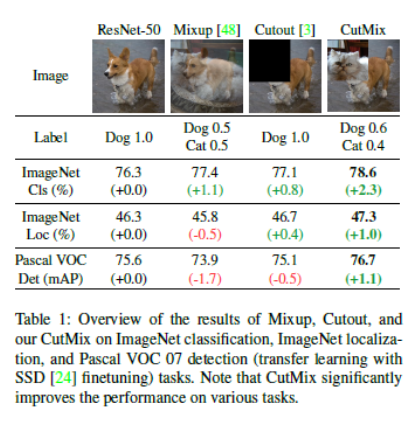 ResNet-50 Mixup [48] Cutout [3] CutMix
Image
Label Dog 1.0 Dog 0.5 Cat 0.5 Dog 1.0 Dog 0.6 Cat 0.4
ImageNet Cls (%) 76.3 (+0.0) 77.4 (+1.1) 77.1 (+0.8) 78.6 (+2.3)
ImageNet Loc (%) 46.3 (+0.0) 45.8 (-0.5) 46.7 (+0.4) 47.3 (+1.0)
Pascal VOC Det (mAP) 75.6 (+0.0) 73.9 (-1.7) 75.1 (-0.5) 76.7 (+1.1)
Table 1: Overview of the results of Mixup, Cutout, and
our CutMix on ImageNet classification, ImageNet localiza-
tion, and Pascal VOC 07 detection (transfer learning with
SSD [24] finetuning) tasks. Note that CutMix significantly
improves the performance on various tasks.